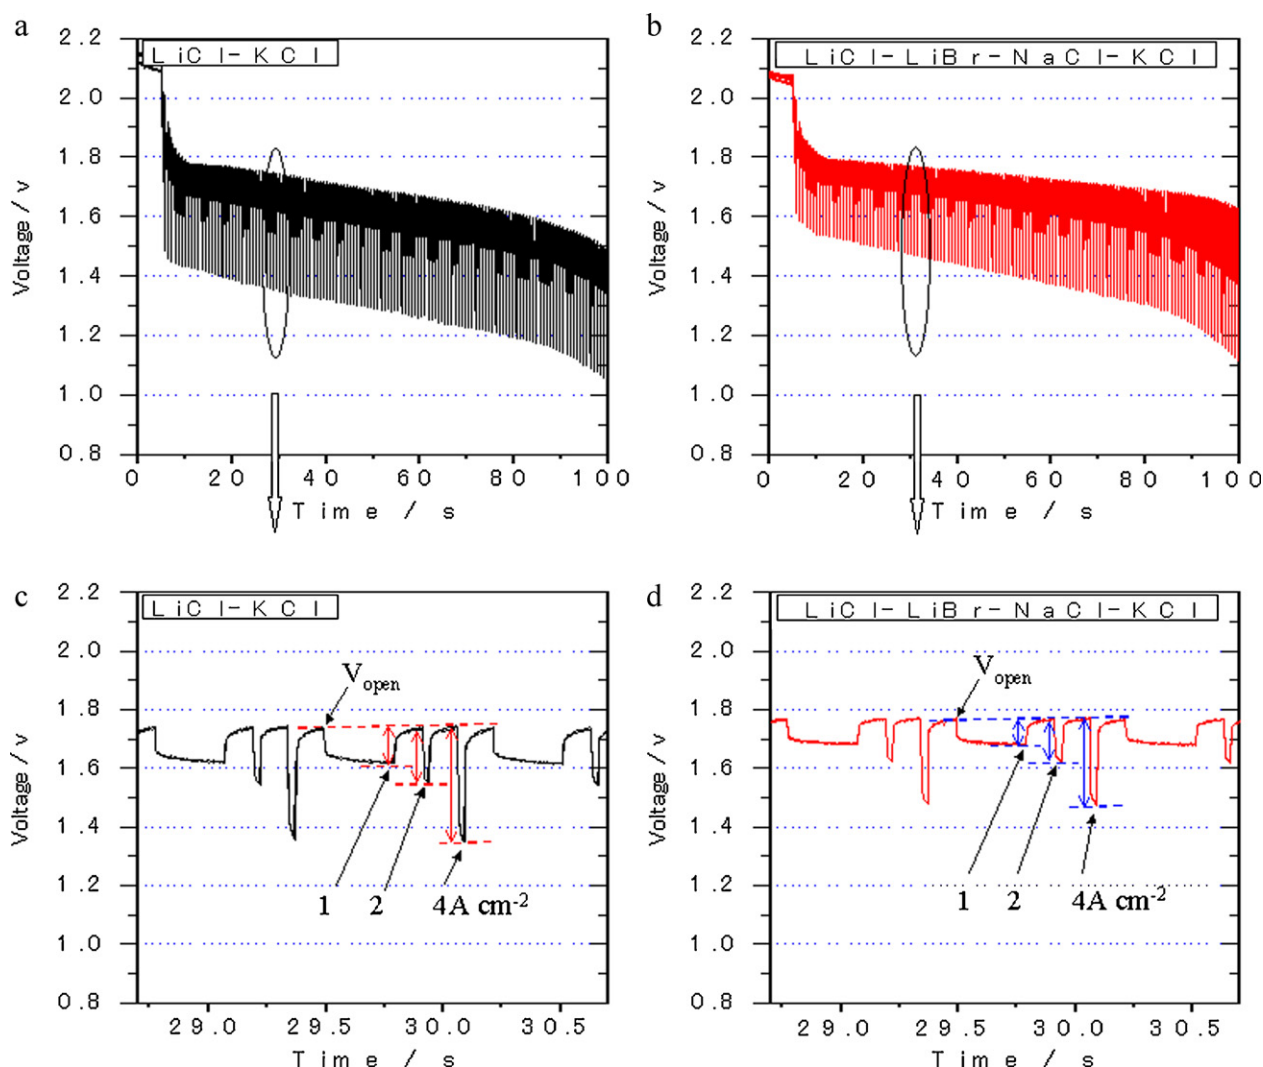 a
2.2
2.0
1.8
1.6
1.4
1.2
1.0
0.8
Voltage / v
LiCl-KCl
0 20 40 60 80 100
Time / s
b
2.2
2.0
1.8
1.6
1.4
1.2
1.0
0.8
Voltage / v
LiCl-LiBr-NaCl-KCl
0 20 40 60 80 100
Time / s
c
2.2
2.0
1.8
1.6
1.4
1.2
1.0
0.8
Voltage / v
LiCl-KCl
Vopen
1 2 4A cm-2
29.0 29.5 30.0 30.5
Time / s
d
2.2
2.0
1.8
1.6
1.4
1.2
1.0
0.8
Voltage / v
LiCl-LiBr-NaCl-KCl
Vopen
1 2 4A cm-2
29.0 29.5 30.0 30.5
Time / s